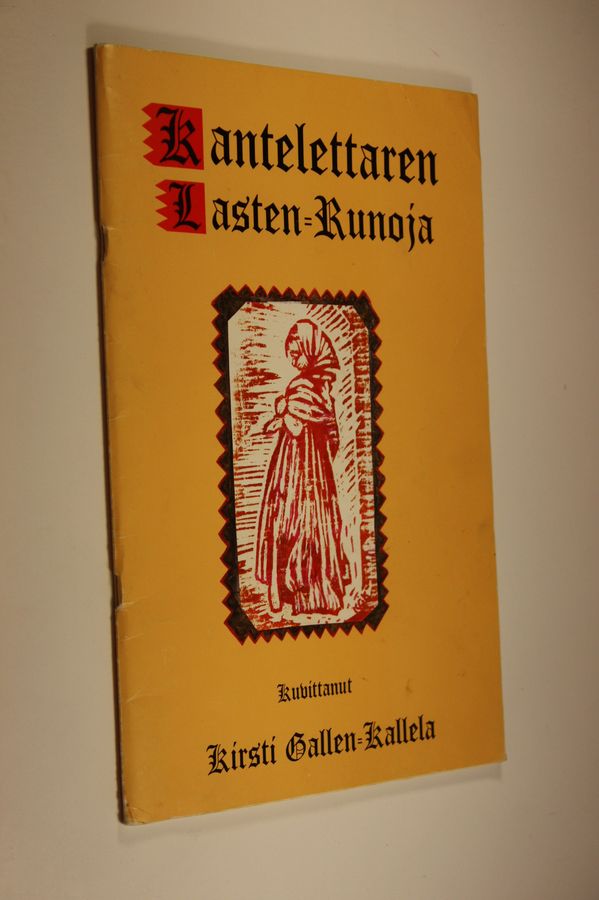 Kantelettaren
Lasten=Runoja
Kuvittanut
Kirsti Gallen=Kallela